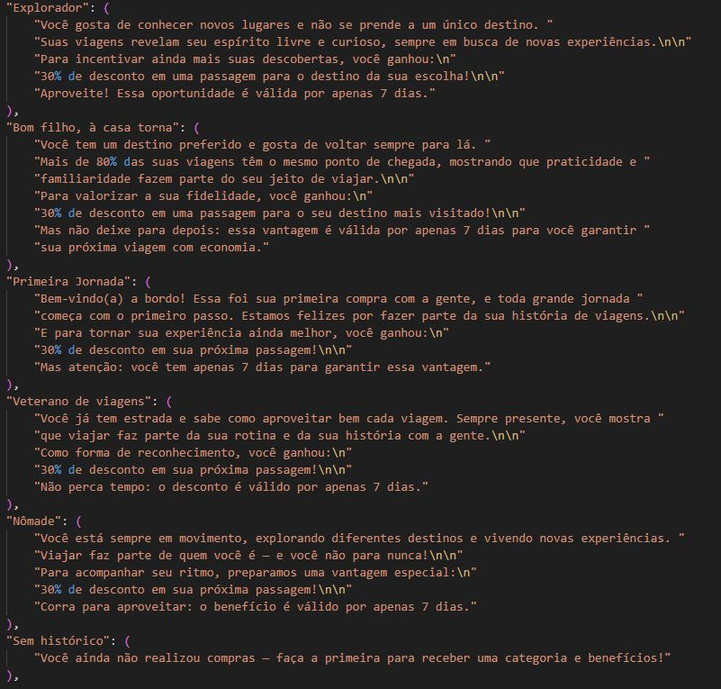 "Explorador": (
"Você gosta de conhecer novos lugares e não se prende a um único destino. "
"Suas viagens revelam seu espírito livre e curioso, sempre em busca de novas experiências.\n\n"
"Para incentivar ainda mais suas descobertas, você ganhou:\n"
"30% de desconto em uma passagem para o destino da sua escolha!\n\n"
"Aproveite! Essa oportunidade é válida por apenas 7 dias."
),
"Bom filho, à casa torna": (
"Você tem um destino preferido e gosta de voltar sempre para lá. "
"Mais de 80% das suas viagens têm o mesmo ponto de chegada, mostrando que praticidade e "
"familiaridade fazem parte do seu jeito de viajar.\n\n"
"Para valorizar a sua fidelidade, você ganhou:\n"
"30% de desconto em uma passagem para o seu destino mais visitado!\n\n"
"Mas não deixe para depois: essa vantagem é válida por apenas 7 dias para você garantir "
"sua próxima viagem com economia."
),
"Primeira Jornada": (
"Bem-vindo(a) a bordo! Essa foi sua primeira compra com a gente, e toda grande jornada "
"começa com o primeiro passo. Estamos felizes por fazer parte da sua história de viagens.\n\n"
"E para tornar sua experiência ainda melhor, você ganhou:\n"
"30% de desconto em sua próxima passagem!\n\n"
"Mas atenção: você tem apenas 7 dias para garantir essa vantagem."
),
"Veterano de viagens": (
"Você já tem estrada e sabe como aproveitar bem cada viagem. Sempre presente, você mostra "
"que viajar faz parte da sua rotina e da sua história com a gente.\n\n"
"Como forma de reconhecimento, você ganhou:\n"
"30% de desconto em sua próxima passagem!\n\n"
"Não perca tempo: o desconto é válido por apenas 7 dias."
),
"Nômade": (
"Você está sempre em movimento, explorando diferentes destinos e vivendo novas experiências. "
"Viajar faz parte de quem você é — e você não para nunca!\n\n"
"Para acompanhar seu ritmo, preparamos uma vantagem especial:\n"
"30% de desconto em sua próxima passagem!\n\n"
"Corra para aproveitar: o benefício é válido por apenas 7 dias."
),
"Sem histórico": (
"Você ainda não realizou compras — faça a primeira para receber uma categoria e benefícios!"
),